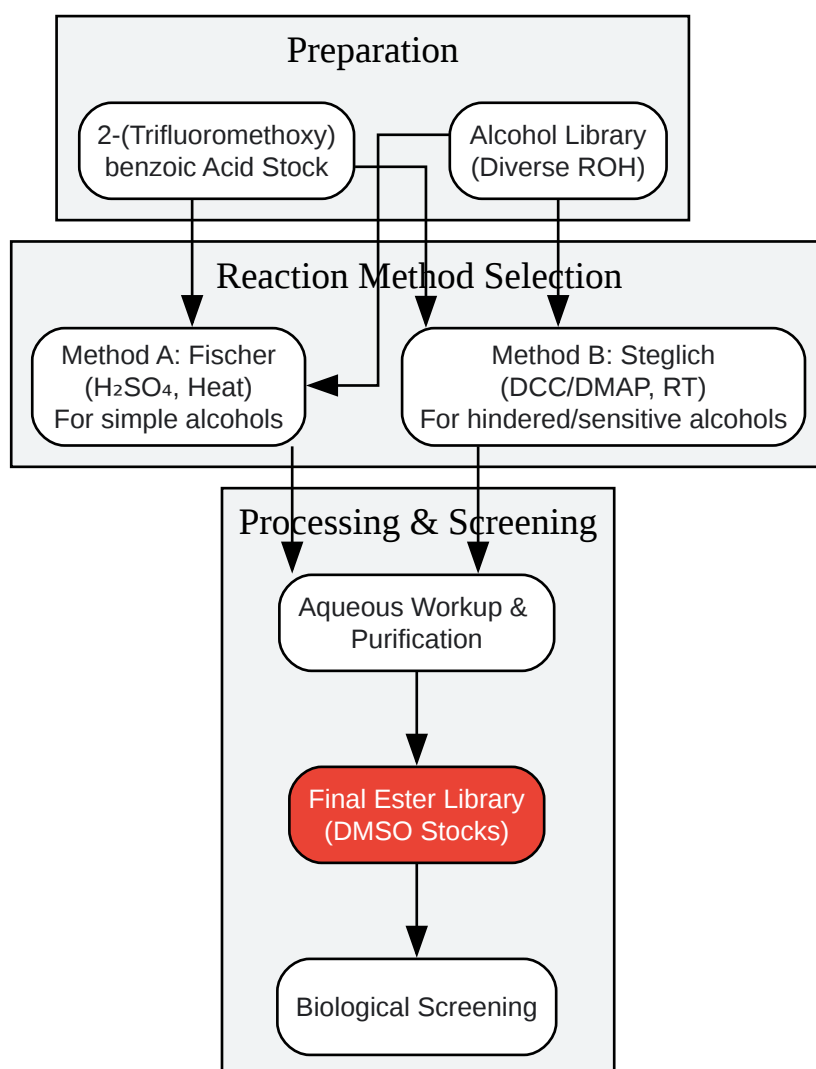 Preparation
2-(Trifluoromethoxy)
benzoic Acid Stock
Alcohol Library
(Diverse ROH)
Reaction Method Selection
Method A: Fischer
(H₂SO₄, Heat)
For simple alcohols
Method B: Steglich
(DCC/DMAP, RT)
For hindered/sensitive alcohols
Processing & Screening
Aqueous Workup &
Purification
Final Ester Library
(DMSO Stocks)
Biological Screening